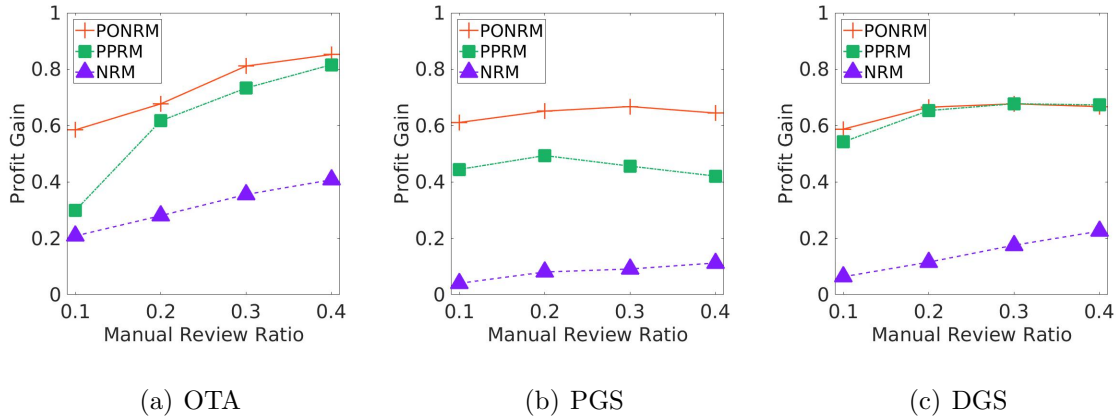 1
0.8
0.6
0.4
0.2
0
Profit Gain
PONRM
PPRM
NRM
0.1 0.2 0.3 0.4
Manual Review Ratio
(a) OTA
1
0.8
0.6
0.4
0.2
0
Profit Gain
PONRM
PPRM
NRM
0.1 0.2 0.3 0.4
Manual Review Ratio
(b) PGS
1
0.8
0.6
0.4
0.2
0
Profit Gain
PONRM
PPRM
NRM
0.1 0.2 0.3 0.4
Manual Review Ratio
(c) DGS